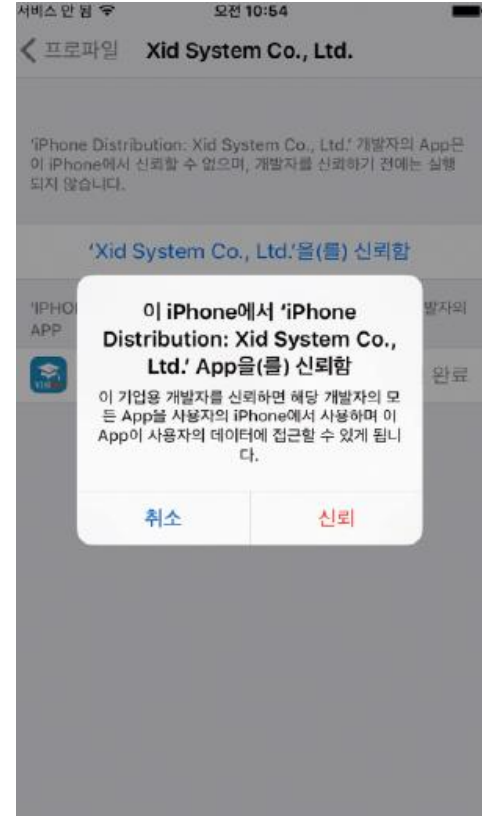 서비스 안 됨
오전 10:54
프로파일
Xid System Co., Ltd.
'iPhone Distribution: Xid System Co., Ltd.' 개발자의 App은
이 iPhone에서 신뢰할 수 없으며, 개발자를 신뢰하기 전에는 실행
되지 않습니다.
'Xid System Co., Ltd.'을(를) 신뢰함
'IPHO
발자의
APP
이 iPhone에서 'iPhone
Distribution: Xid System Co.,
Ltd.' App을(를) 신뢰함
완료
이 기업용 개발자를 신뢰하면 해당 개발자의 모
든 App을 사용자의 iPhone에서 사용하며 이
App이 사용자의 데이터에 접근할 수 있게 됩니
다.
취소
신뢰